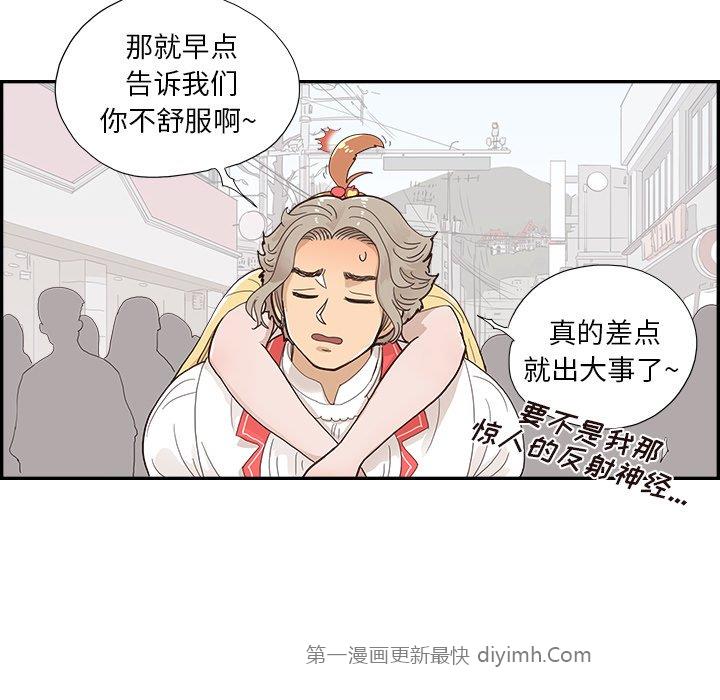 那就早点
告诉我们
你不舒服啊~
真的差点
就出大事了~
要不是我那
惊人的反射神经...
第一漫画更新最快 diyimh.Com